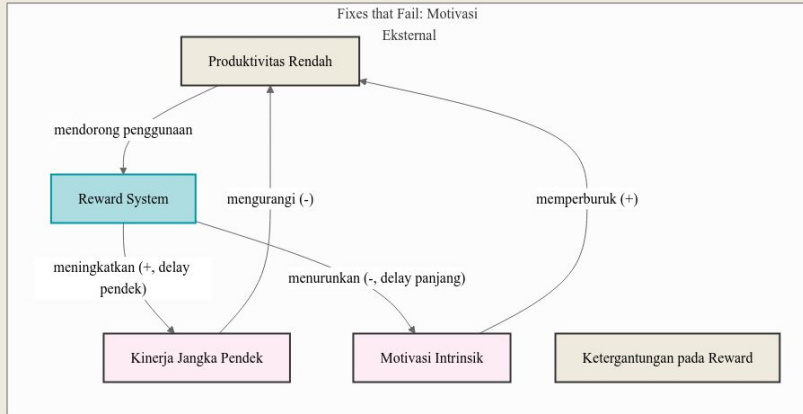 Fixes that Fail: Motivasi
Eksternal
Produktivitas Rendah
mendorong penggunaan
Reward System
mengurangi (-)
memperburuk (+)
meningkatkan (+, delay
pendek)
menurunkan (-, delay panjang)
Kinerja Jangka Pendek
Motivasi Intrinsik
Ketergantungan pada Reward